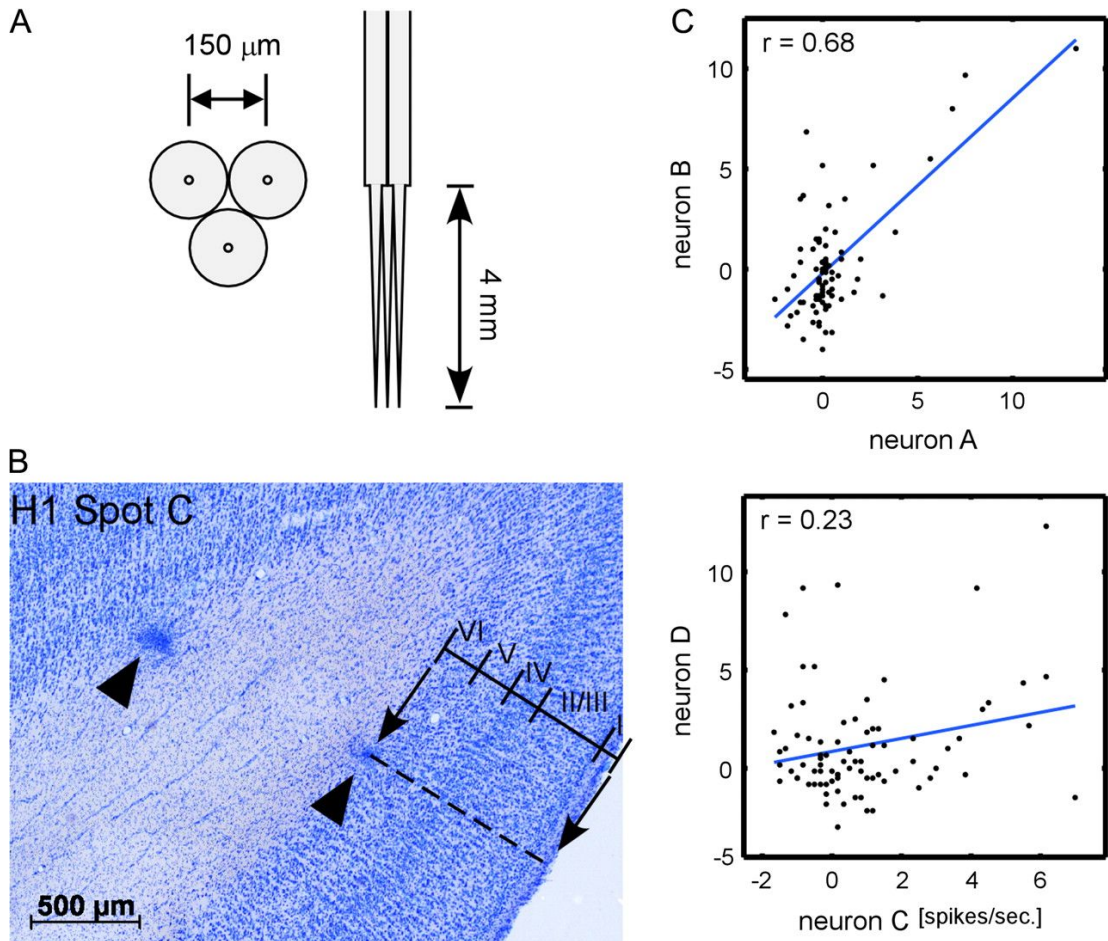 A
150 µm
4 mm
B
H1 Spot C
VI
V
IV
II/III
I
500 µm
C
r = 0.68
10
5
0
-5
neuron B
0
5
10
neuron A
r = 0.23
10
5
0
-5
neuron D
-2
0
2
4
6
neuron C [spikes/sec.]